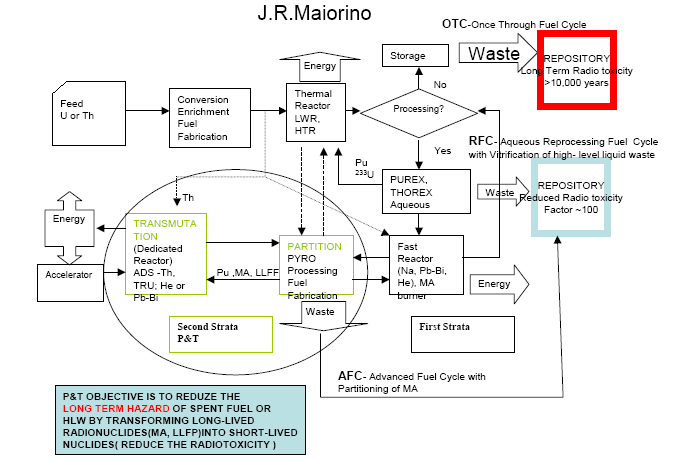 J.R.Maiorino
OTC-Once Through Fuel Cycle
Storage
Waste
REPOSITORY
Long Term Radio toxicity
>10,000 years
Energy
No
Feed
U or Th
Conversion
Enrichment
Fuel
Fabrication
Thermal
Reactor
LWR,
HTR
Processing?
RFC- Aqueous Reprocessing Fuel Cycle
with Vitrification of high- level liquid waste
Yes
Pu
233U
PUREX,
THOREX
Aqueous
Waste
REPOSITORY
Reduced Radio toxicity
Factor ~100
Th
Energy
TRANSMUTA
TION
(Dedicated
Reactor)
ADS -Th,
TRU; He or
Pb-Bi
PARTITION
PYRO
Processing
Fuel
Fabrication
Fast
Reactor
(Na, Pb-Bi,
He), MA
burner
Accelerator
Pu ,MA, LLFF
Energy
Waste
Second Strata
P&T
First Strata
AFC- Advanced Fuel Cycle with
Partitioning of MA
P&T OBJECTIVE IS TO REDUZE THE
LONG TERM HAZARD OF SPENT FUEL OR
HLW BY TRANSFORMING LONG-LIVED
RADIONUCLIDES(MA, LLFP)INTO SHORT-LIVED
NUCLIDES( REDUCE THE RADIOTOXICITY )